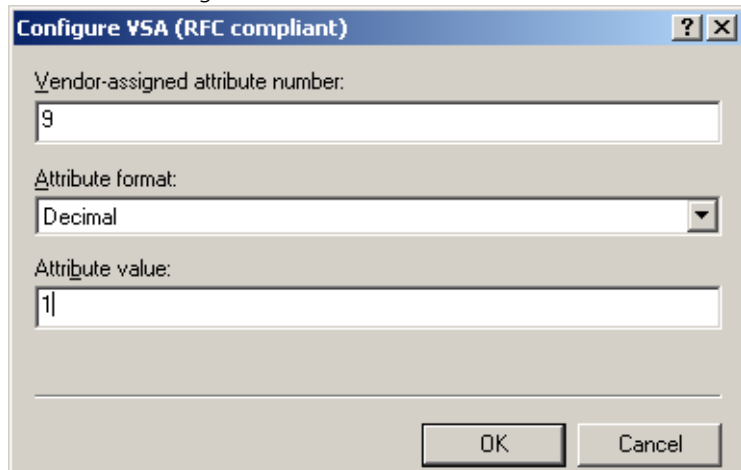 Configure VSA (RFC compliant)
Vendor-assigned attribute number:
9
Attribute format:
Decimal
Attribute value:
1
OK Cancel